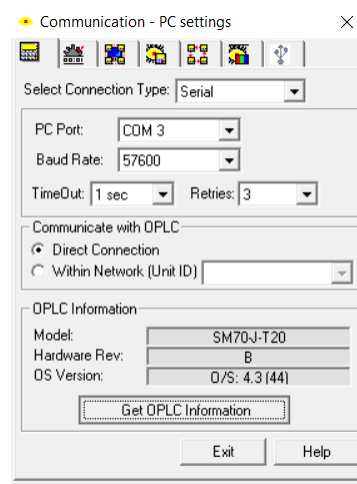 Communication - PC settings
Select Connection Type: Serial
PC Port: COM 3
Baud Rate: 57600
TimeOut: 1 sec Retries: 3
Communicate with OPLC
Direct Connection
Within Network (Unit ID)
OPLC Information
Model: SM70-J-T20
Hardware Rev: B
OS Version: O/S: 4.3 (44)
Get OPLC Information
Exit Help